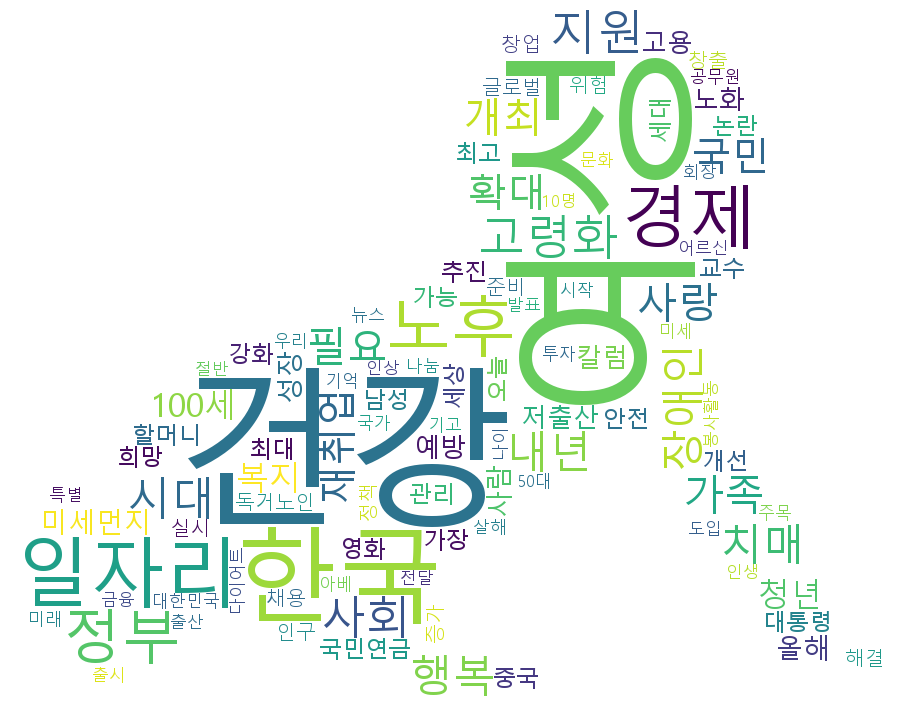 지원
창업
고용
창출
공무원
글로벌
위험
세대
노화
개최
논란
성
최고
문화
국민
회장
확대
10명
경제
고령화
어르신
추진
여
교수
가능
준비
발표
시작
사랑
뉴스
노후
미세
우리
필요
강화
성장
절반
인상
나눔
세상
오늘
투자
칼럼
장애인
기억
건강
봉사활동
100세
재취업
남성
국가
기고
저출산
안전
할머니
희망
최대
예방
나이
내년
개선
복지
사람
50대
특별
시대
독거노인
정책
관리
가족
주목
미세먼지
실시
살해
도입
치매
일자리
한국
영화
가장
다이어트
전달
인생
금융
대한민국
채용
아베
청년
미래
정부
출산
인구
사회
증가
대통령
국민연금
올해
해결
출시
행복
중국